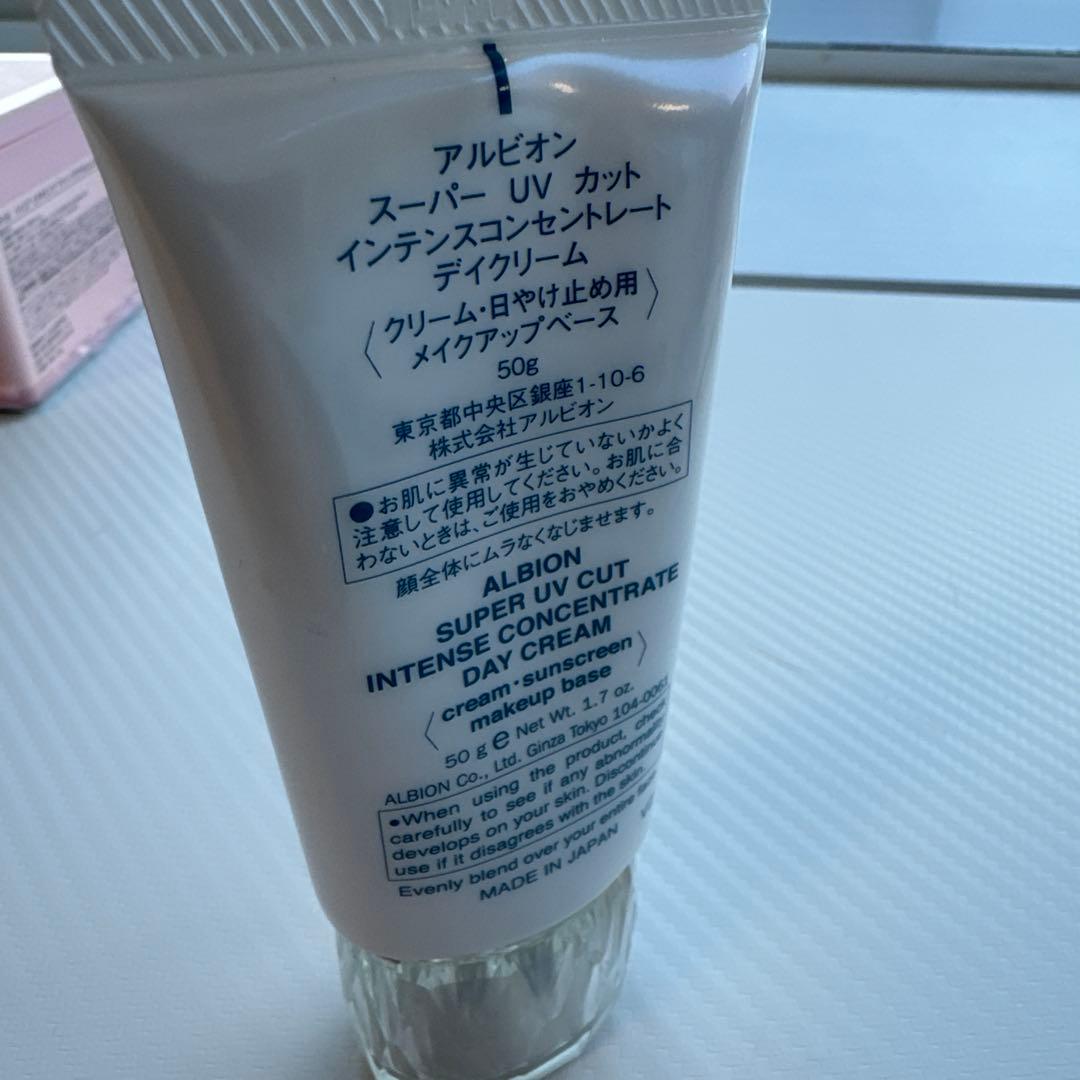 アルビオン
スーパー UV カット
インテンスコンセントレート
デイクリーム
〈クリーム・日やけ止め用
メイクアップベース〉
50g
東京都中央区銀座1-10-6
株式会社アルビオン
●お肌に異常が生じていないかよく
注意して使用してください。お肌に合
わないときは、ご使用をおやめください。
顔全体にムラなくなじませます。
ALBION
SUPER UV CUT
INTENSE CONCENTRATE
DAY CREAM
〈cream・sunscreen
makeup base〉
50 g e Net Wt. 1.7 oz.
ALBION Co., Ltd. Ginza Tokyo 104-0061
●When using the product, check
carefully to see if any abnormality
develops on your skin. Discontinue
use if it disagrees with the skin.
Evenly blend over your entire
MADE IN JAPAN